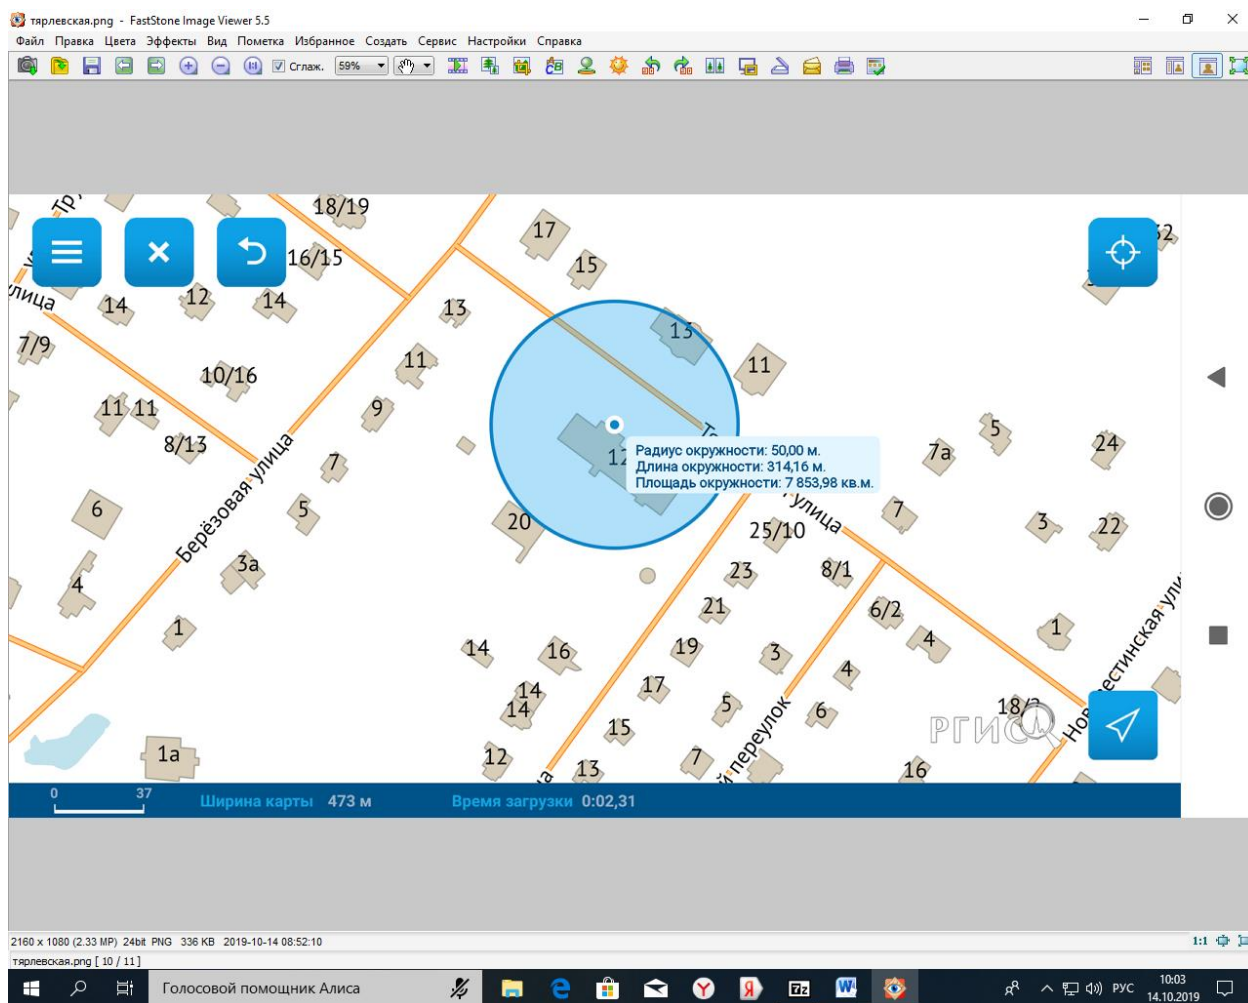 тярлевская.png - FastStone Image Viewer 5.5
Файл Правка Цвета Эффекты Вид Пометка Избранное Создать Сервис Настройки Справка
Сглаж. 59%
18/19
17
16/15
15
улица
14
12
14
13
13
7/9
11
11
10/16
11 11
9
8/13
7
5
24
7а
12
Радиус окружности: 50,00 м.
Длина окружности: 314,16 м.
Площадь окружности: 7 853,98 кв.м.
Берёзовая улица
6
5
20
улица
7
25/10
3
22
3а
23
8/1
4
21
6/2
1
1
14
16
19
3
4
4
14
14
17
5
6
18/2
15
переулок
РГИС
1а
12
13
7
16
0 37
Ширина карты 473 м
Время загрузки 0:02,31
2160 x 1080 (2.33 MP) 24bit PNG 336 KB 2019-10-14 08:52:10
1:1
тярлевская.png [ 10 / 11 ]
Голосовой помощник Алиса
РУС
10:03
14.10.2019